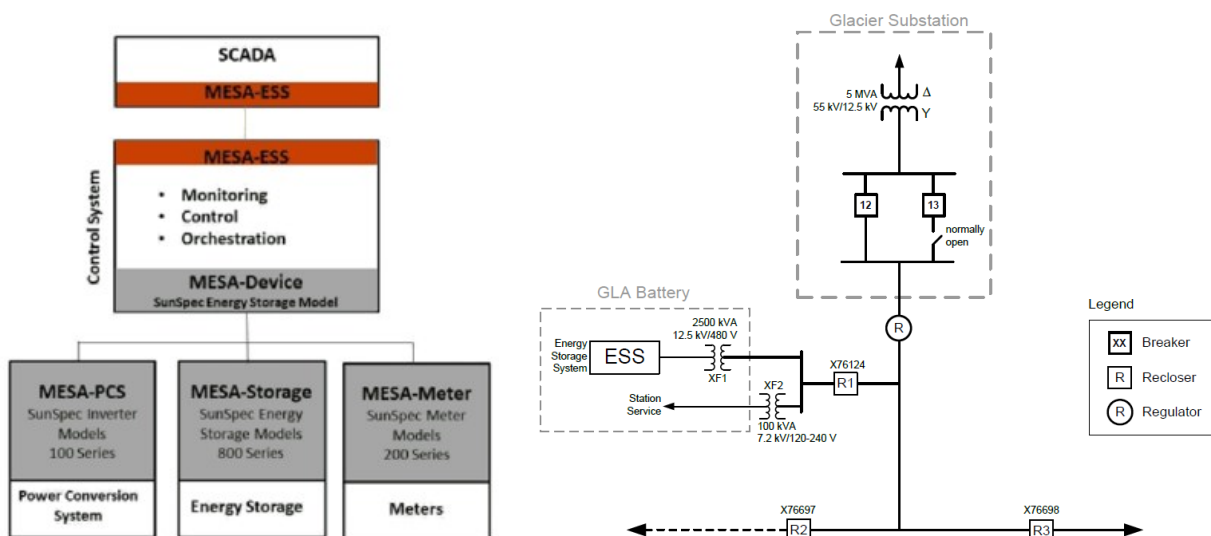 SCADA
MESA-ESS
Control System
MESA-ESS
• Monitoring
• Control
• Orchestration
MESA-Device
SunSpec Energy Storage Model
MESA-PCS
SunSpec Inverter
Models
100 Series
Power Conversion
System
MESA-Storage
SunSpec Energy
Storage Models
800 Series
Energy Storage
MESA-Meter
SunSpec Meter
Models
200 Series
Meters
Glacier Substation
5 MVA
55 kV/12.5 kV
Δ
Y
12
13
normally
open
R
GLA Battery
2500 kVA
12.5 kV/480 V
Energy
Storage
System
ESS
XF1
X76124
R1
XF2
Station
Service
100 kVA
7.2 kV/120-240 V
X76697
R2
X76698
R3
Legend
XX Breaker
R Recloser
R Regulator